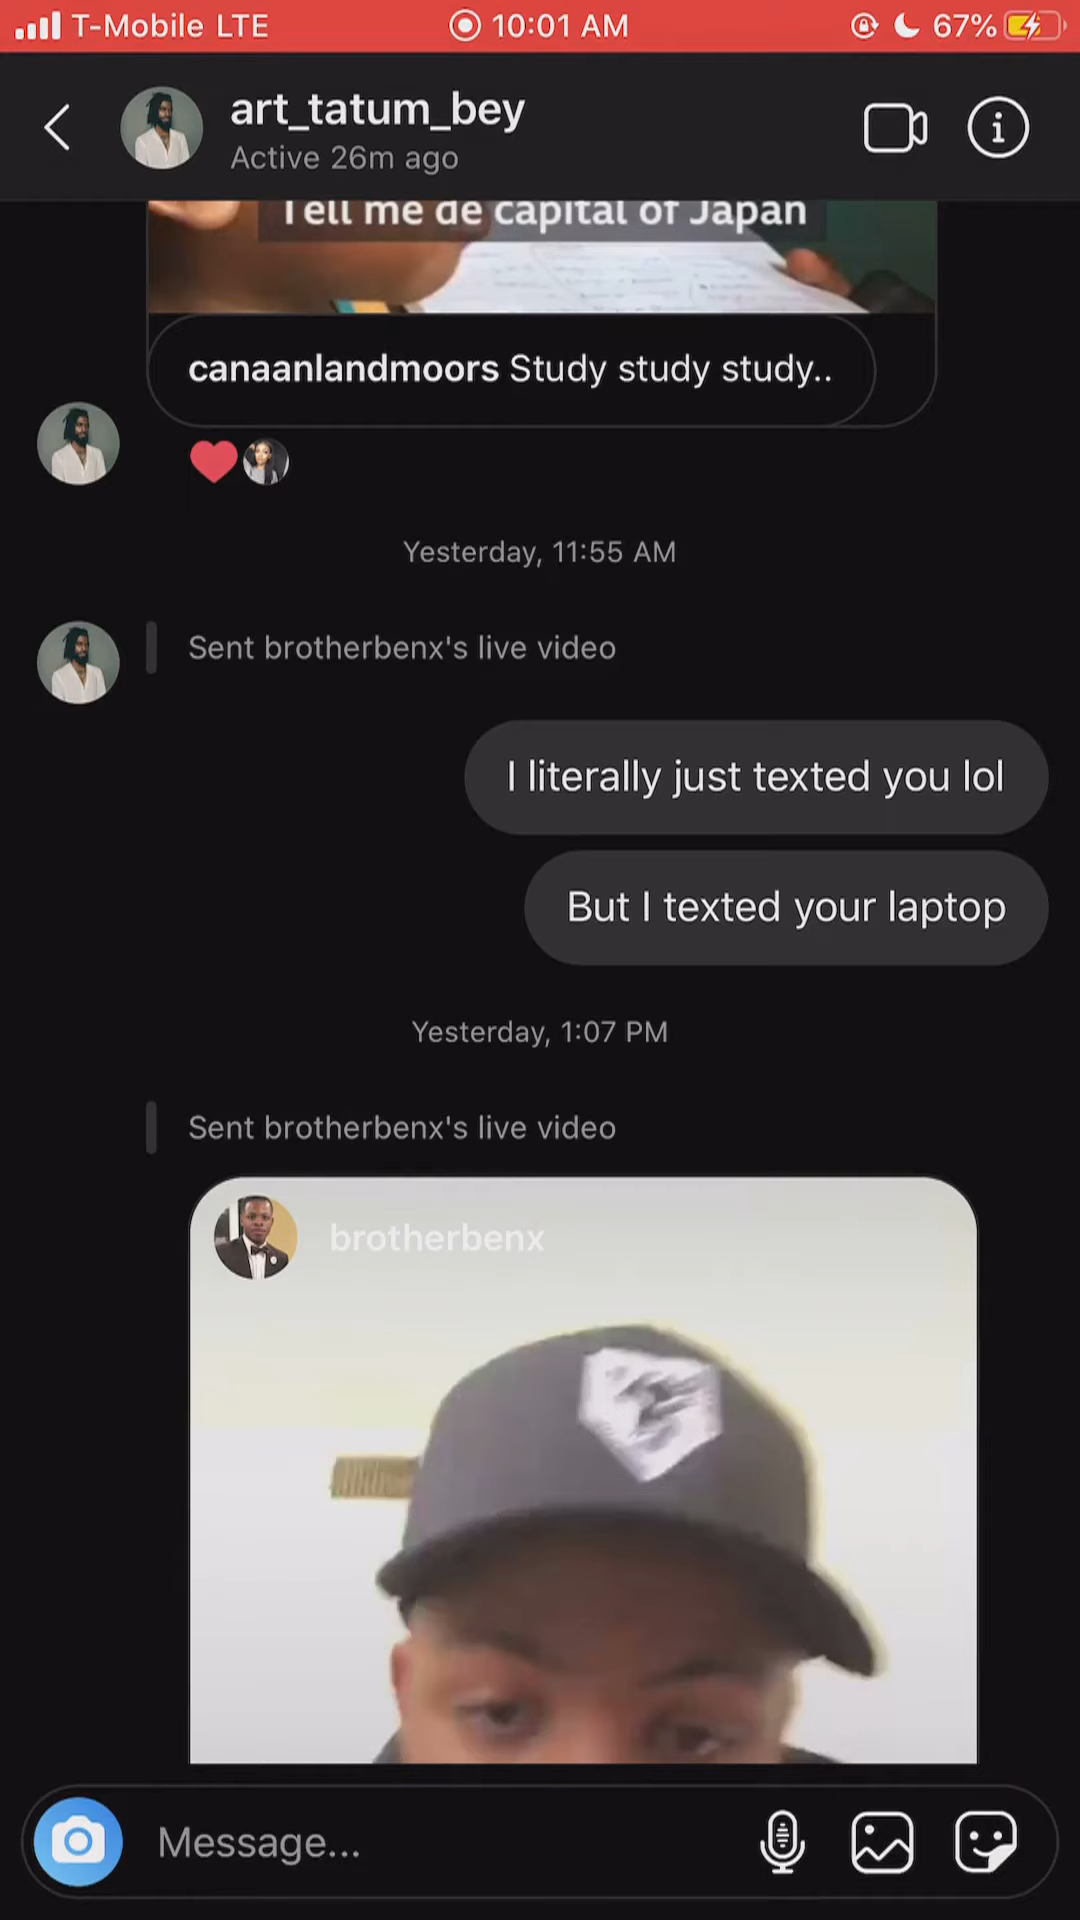 T-Mobile LTE
10:01 AM
67%
art_tatum_bey
Active 26m ago
Tell me de capital of Japan
canaanlandmoors Study study study..
Yesterday, 11:55 AM
Sent brotherbenx's live video
I literally just texted you lol
But I texted your laptop
Yesterday, 1:07 PM
Sent brotherbenx's live video
brotherbenx
Message...